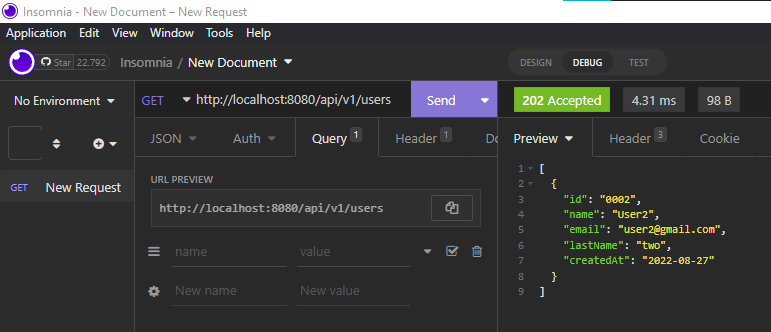 Insomnia - New Document – New Request
Application Edit View Window Tools Help
Star 22.792 Insomnia / New Document DESIGN DEBUG TEST
No Environment
GET http://localhost:8080/api/v1/users Send
202 Accepted 4.31 ms 98 B
JSON Auth Query 1 Header 1 Do
Preview Header 3 Cookie
GET New Request
URL PREVIEW
http://localhost:8080/api/v1/users
name value
New name New value
1 [
2 {
3 "id": "0002",
4 "name": "User2",
5 "email": "user2@gmail.com",
6 "lastName": "two",
7 "createdAt": "2022-08-27"
8 }
9 ]